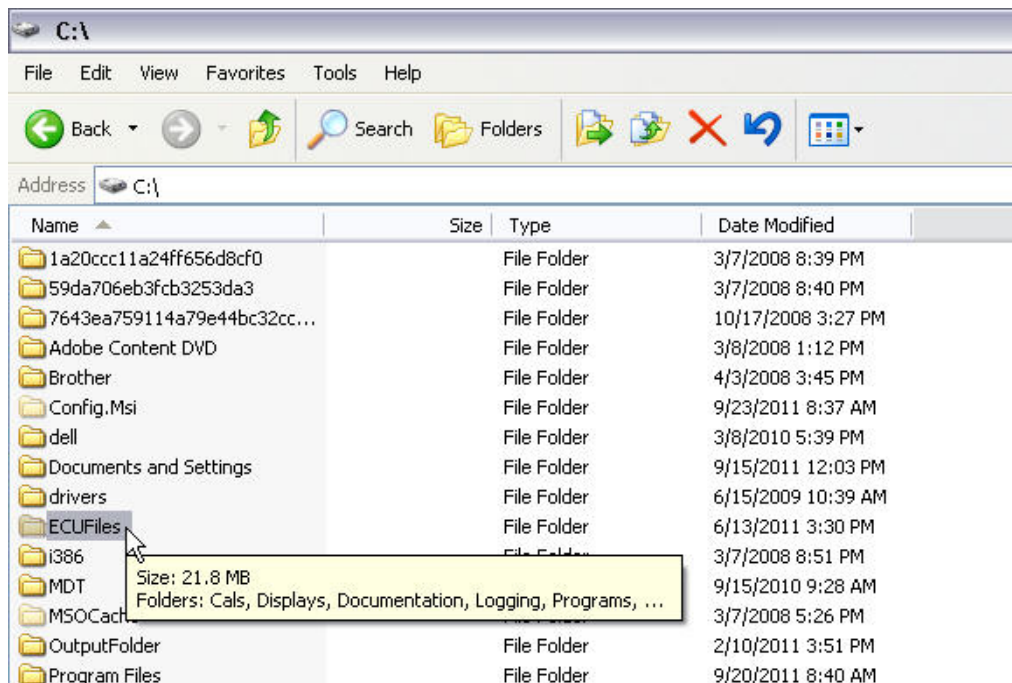 C:\
File Edit View Favorites Tools Help
Back Search Folders
Address C:\
Name Size Type Date Modified
1a20ccc11a24ff656d8cf0 File Folder 3/7/2008 8:39 PM
59da706eb3fcb3253da3 File Folder 3/7/2008 8:40 PM
7643ea759114a79e44bc32cc... File Folder 10/17/2008 3:27 PM
Adobe Content DVD File Folder 3/8/2008 1:12 PM
Brother File Folder 4/3/2008 3:45 PM
Config.Msi File Folder 9/23/2011 8:37 AM
dell File Folder 3/8/2010 5:39 PM
Documents and Settings File Folder 9/15/2011 12:03 PM
drivers File Folder 6/15/2009 10:39 AM
ECUFiles File Folder 6/13/2011 3:30 PM
i386 File Folder 3/7/2008 8:51 PM
Size: 21.8 MB
MDT 9/15/2010 9:28 AM
Folders: Cals, Displays, Documentation, Logging, Programs, ...
MSOCache File Folder 3/7/2008 5:26 PM
OutputFolder File Folder 2/10/2011 3:51 PM
Program Files File Folder 9/20/2011 8:40 AM